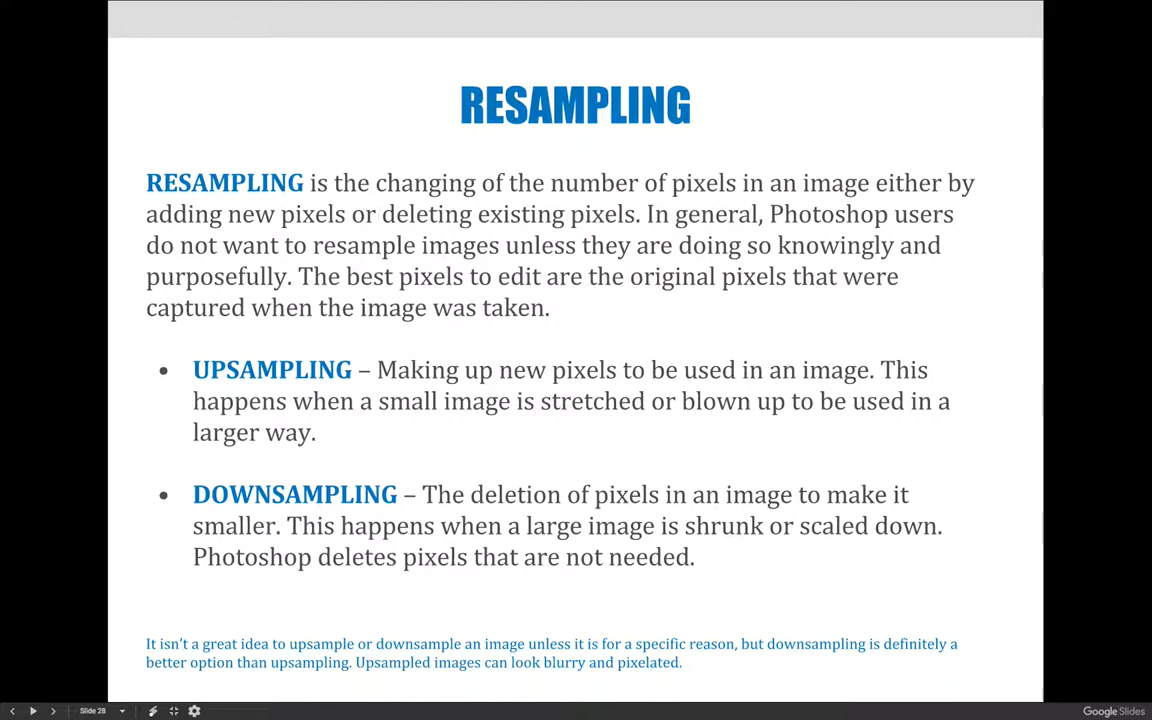 RESAMPLING
RESAMPLING is the changing of the number of pixels in an image either by
adding new pixels or deleting existing pixels. In general, Photoshop users
do not want to resample images unless they are doing so knowingly and
purposefully. The best pixels to edit are the original pixels that were
captured when the image was taken.
• UPSAMPLING – Making up new pixels to be used in an image. This
happens when a small image is stretched or blown up to be used in a
larger way.
• DOWNSAMPLING – The deletion of pixels in an image to make it
smaller. This happens when a large image is shrunk or scaled down.
Photoshop deletes pixels that are not needed.
It isn't a great idea to upsample or downsample an image unless it is for a specific reason, but downsampling is definitely a
better option than upsampling. Upsampled images can look blurry and pixelated.
Slide 28
Google Slides